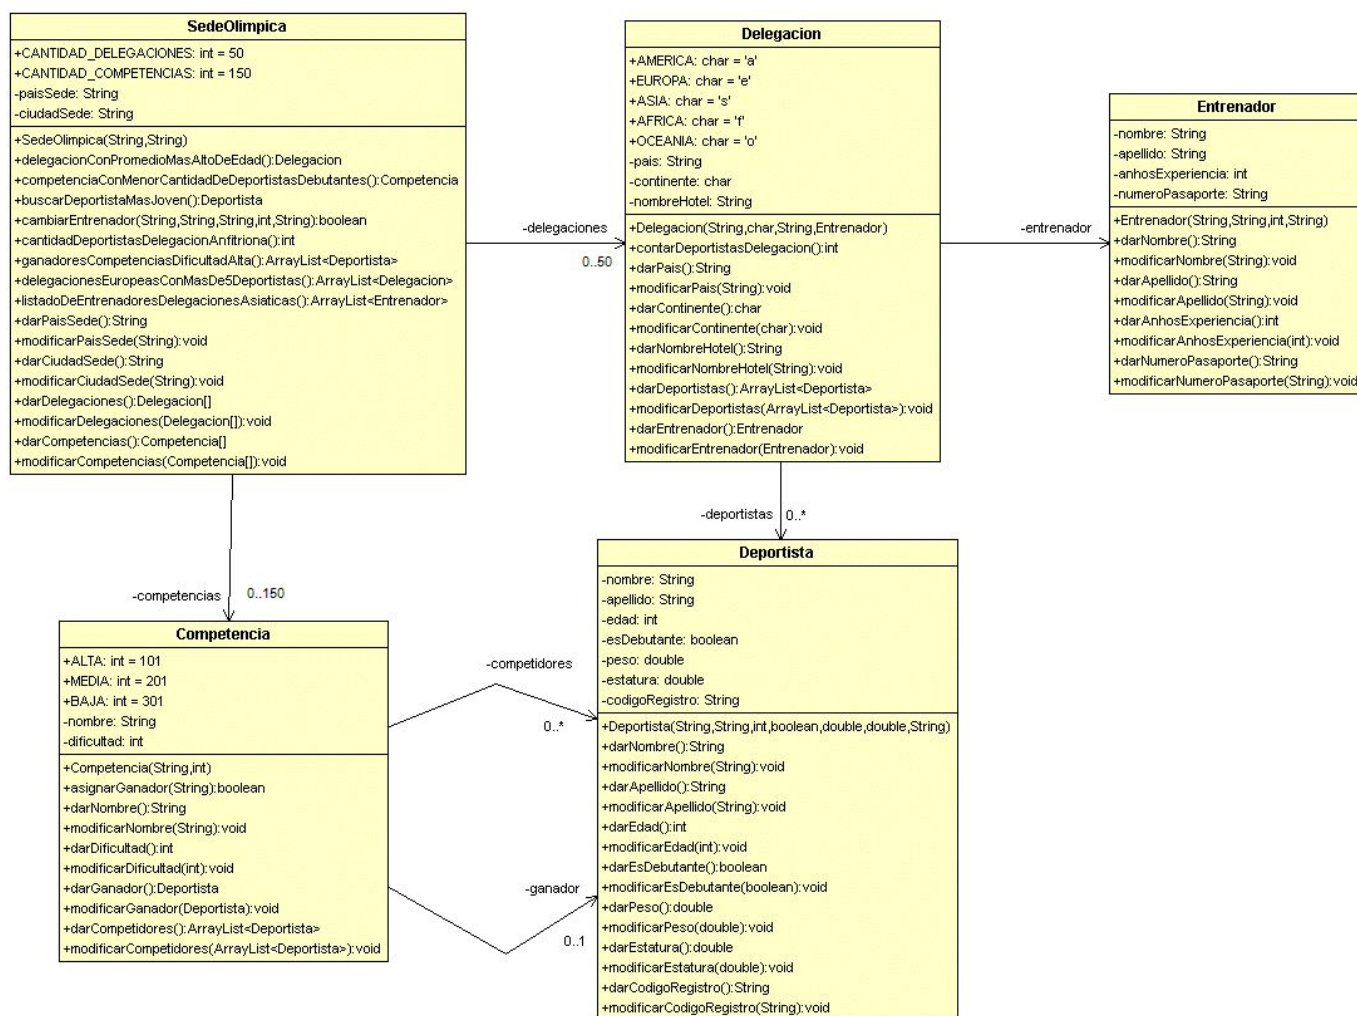 SedeOlimpica
+CANTIDAD_DELEGACIONES: int = 50
+CANTIDAD_COMPETENCIAS: int = 150
-paisSede: String
-ciudadSede: String
+SedeOlimpica(String,String)
+delegacionConPromedioMasAltoDeEdad():Delegacion
+competenciaConMenorCantidadDeDeportistasDebutantes():Competencia
+buscarDeportistaMasJoven():Deportista
+cambiarEntrenador(String,String,String,int,String):boolean
+cantidadDeportistasDelegacionAnfitriona():int
+ganadoresCompetenciasDificultadAlta():ArrayList<Deportista>
+delegacionesEuropeasConMasDe5Deportistas():ArrayList<Delegacion>
+listadoDeEntrenadoresDelegacionesAsiaticas():ArrayList<Entrenador>
+darPaisSede():String
+modificarPaisSede(String):void
+darCiudadSede():String
+modificarCiudadSede(String):void
+darDelegaciones():Delegacion[]
+modificarDelegaciones(Delegacion[]):void
+darCompetencias():Competencia[]
+modificarCompetencias(Competencia[]):void
-delegaciones
0..50
Delegacion
+AMERICA: char = 'a'
+EUROPA: char = 'e'
+ASIA: char = 's'
+AFRICA: char = 'f'
+OCEANIA: char = 'o'
-pais: String
-continente: char
-nombreHotel: String
+Delegacion(String,char,String,Entrenador)
+contarDeportistasDelegacion():int
+darPais():String
+modificarPais(String):void
+darContinente():char
+modificarContinente(char):void
+darNombreHotel():String
+modificarNombreHotel(String):void
+darDeportistas():ArrayList<Deportista>
+modificarDeportistas(ArrayList<Deportista>):void
+darEntrenador():Entrenador
+modificarEntrenador(Entrenador):void
-entrenador
Entrenador
-nombre: String
-apellido: String
-anhosExperiencia: int
-numeroPasaporte: String
+Entrenador(String,String,int,String)
+darNombre():String
+modificarNombre(String):void
+darApellido():String
+modificarApellido(String):void
+darAnhosExperiencia():int
+modificarAnhosExperiencia(int):void
+darNumeroPasaporte():String
+modificarNumeroPasaporte(String):void
-competencias
0..150
-deportistas
0..*
Competencia
+ALTA: int = 101
+MEDIA: int = 201
+BAJA: int = 301
-nombre: String
-dificultad: int
+Competencia(String,int)
+asignarGanador(String):boolean
+darNombre():String
+modificarNombre(String):void
+darDificultad():int
+modificarDificultad(int):void
+darGanador():Deportista
+modificarGanador(Deportista):void
+darCompetidores():ArrayList<Deportista>
+modificarCompetidores(ArrayList<Deportista>):void
-competidores
0..*
-ganador
0..1
Deportista
-nombre: String
-apellido: String
-edad: int
-esDebutante: boolean
-peso: double
-estatura: double
-codigoRegistro: String
+Deportista(String,String,int,boolean,double,double,String)
+darNombre():String
+modificarNombre(String):void
+darApellido():String
+modificarApellido(String):void
+darEdad():int
+modificarEdad(int):void
+darEsDebutante():boolean
+modificarEsDebutante(boolean):void
+darPeso():double
+modificarPeso(double):void
+darEstatura():double
+modificarEstatura(double):void
+darCodigoRegistro():String
+modificarCodigoRegistro(String):void